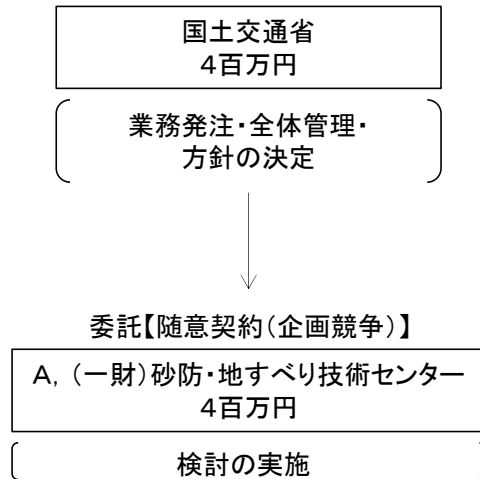 国土交通省
4百万円
業務発注・全体管理・
方針の決定
委託【随意契約(企画競争)】
A, (一財)砂防・地すべり技術センター
4百万円
検討の実施